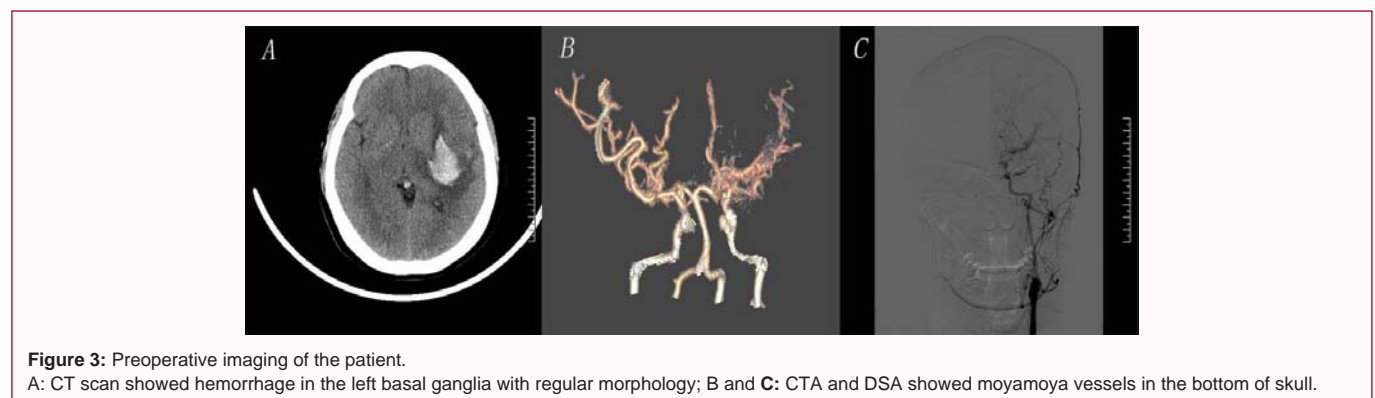 A B C
Figure 3: Preoperative imaging of the patient.
A: CT scan showed hemorrhage in the left basal ganglia with regular morphology; B and C: CTA and DSA showed moyamoya vessels in the bottom of skull.